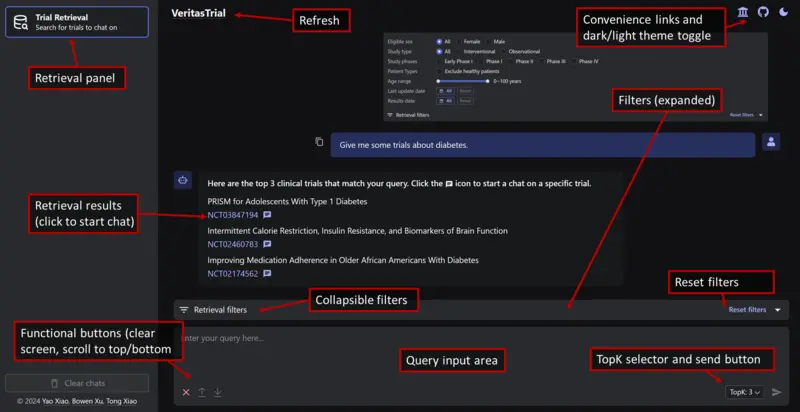 Trial Retrieval
Search for trials to chat on
Retrieval panel
VeritasTrial
Refresh
Convenience links and
dark/light theme toggle
Eligible sex All Female Male
Study type All Interventional Observational
Study phases Early Phase I Phase I Phase II Phase III Phase IV
Patient Types Exclude healthy patients
Age range 0~100 years
Last update date All Reset
Results date All Reset
Retrieval filters Reset filters
Filters (expanded)
Give me some trials about diabetes.
Here are the top 3 clinical trials that match your query. Click the icon to start a chat on a specific trial.
PRISM for Adolescents With Type 1 Diabetes
NCT03847194
Intermittent Calorie Restriction, Insulin Resistance, and Biomarkers of Brain Function
NCT02460783
Improving Medication Adherence in Older African Americans With Diabetes
NCT02174562
Retrieval results
(click to start chat)
Collapsible filters
Reset filters
Retrieval filters
Reset filters
Functional buttons (clear
screen, scroll to top/bottom
Enter your query here...
Query input area
TopK selector and send button
TopK: 3
Clear chats
© 2024 Yao Xiao, Bowen Xu, Tong Xiao